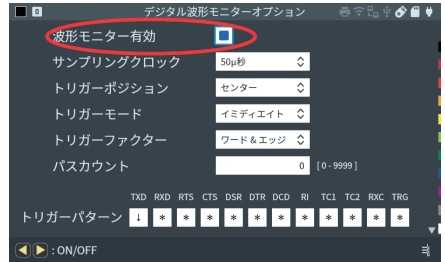 デジタル波形モニターオプション
波形モニター有効
サンプリングクロック 50μ秒
トリガーポジション センター
トリガーモード イミディエイト
トリガーファクター ワード＆エッジ
パスカウント 0 [0-9999]
TXD RXD RTS CTS DSR DTR DCD RI TC1 TC2 RXC TRG
トリガーパターン ↓ * * * * * * * * * * *
: ON/OFF